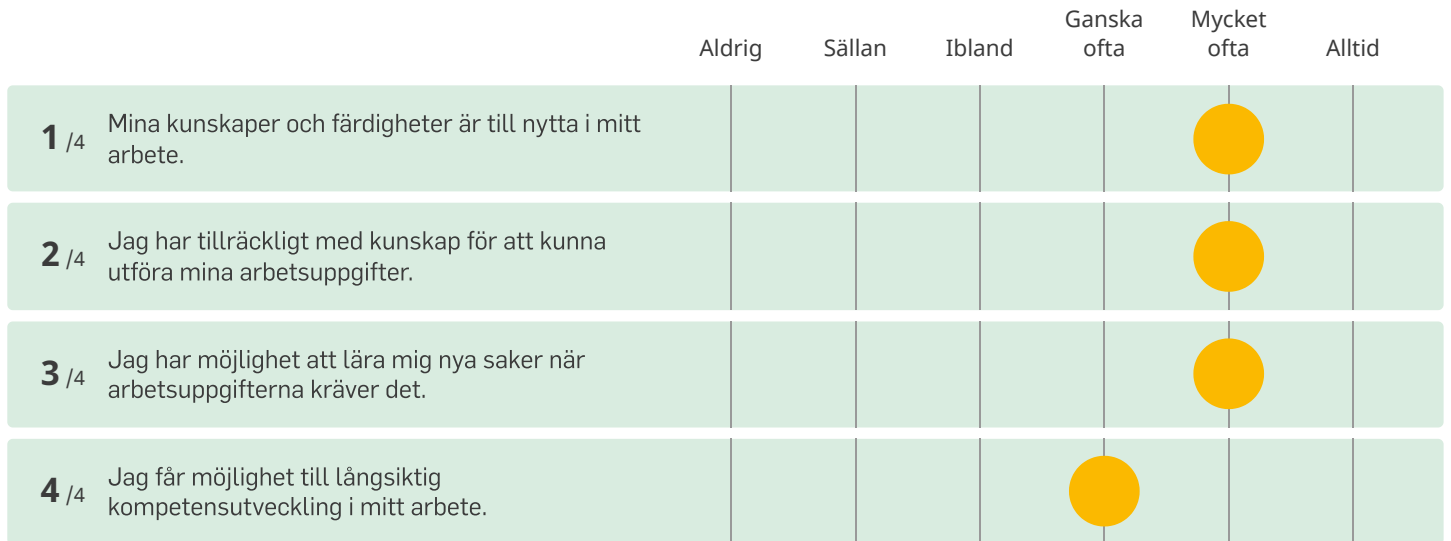 Aldrig Sällan Ibland Ganska ofta Mycket ofta Alltid
1 /4 Mina kunskaper och färdigheter är till nytta i mitt
arbete.
2 /4 Jag har tillräckligt med kunskap för att kunna
utföra mina arbetsuppgifter.
3 /4 Jag har möjlighet att lära mig nya saker när
arbetsuppgifterna kräver det.
4 /4 Jag får möjlighet till långsiktig
kompetensutveckling i mitt arbete.